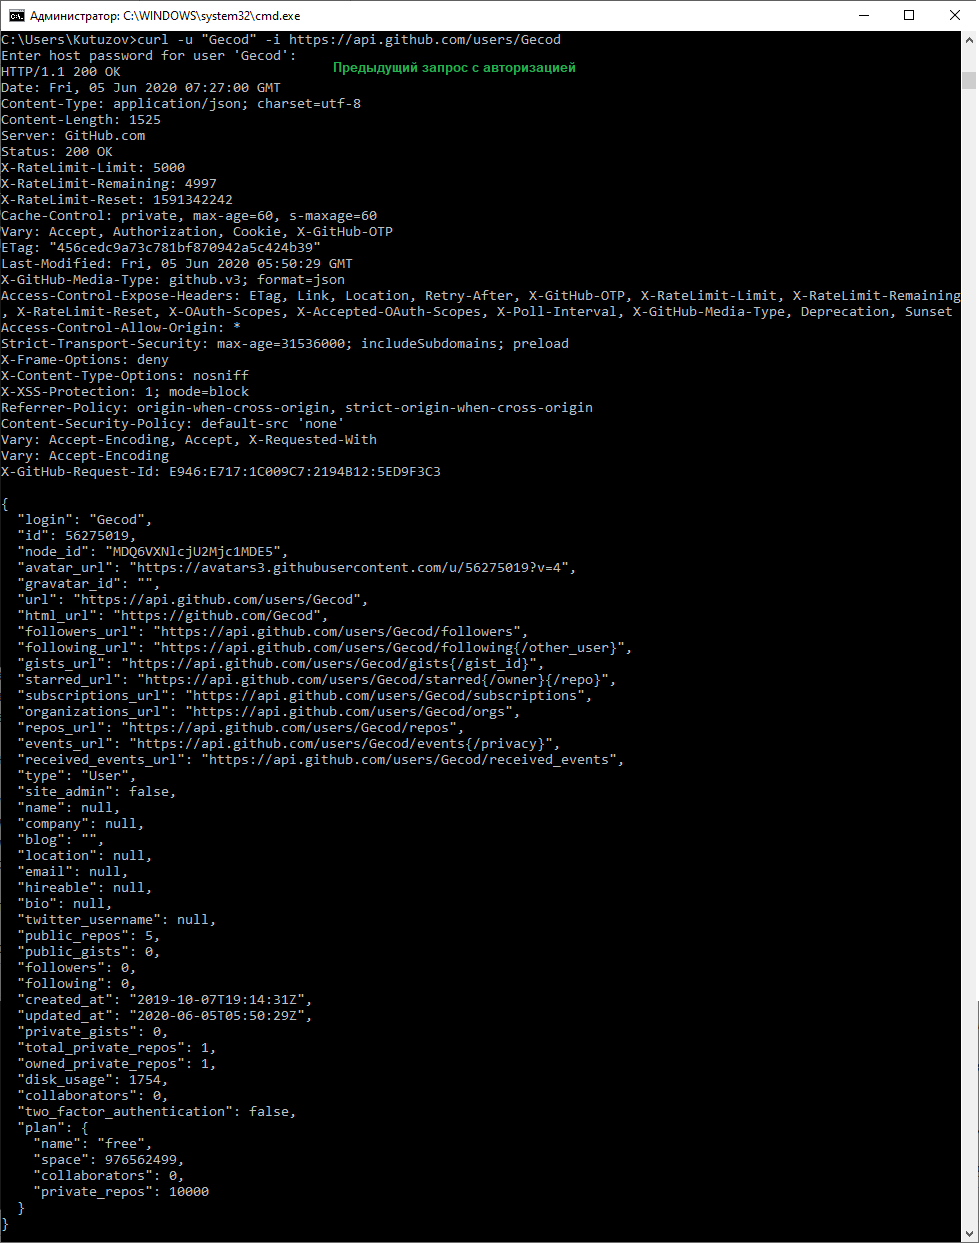 Администратор: C:\WINDOWS\system32\cmd.exe
C:\Users\Kutuzov>curl -u "Gecod" -i https://api.github.com/users/Gecod
Enter host password for user 'Gecod':
Предыдущий запрос с авторизацией
HTTP/1.1 200 OK
Date: Fri, 05 Jun 2020 07:27:00 GMT
Content-Type: application/json; charset=utf-8
Content-Length: 1525
Server: GitHub.com
Status: 200 OK
X-RateLimit-Limit: 5000
X-RateLimit-Remaining: 4997
X-RateLimit-Reset: 1591342242
Cache-Control: private, max-age=60, s-maxage=60
Vary: Accept, Authorization, Cookie, X-GitHub-OTP
ETag: "456cedc9a73c781bf870942a5c424b39"
Last-Modified: Fri, 05 Jun 2020 05:50:29 GMT
X-GitHub-Media-Type: github.v3; format=json
Access-Control-Expose-Headers: ETag, Link, Location, Retry-After, X-GitHub-OTP, X-RateLimit-Limit, X-RateLimit-Remaining
, X-RateLimit-Reset, X-OAuth-Scopes, X-Accepted-OAuth-Scopes, X-Poll-Interval, X-GitHub-Media-Type, Deprecation, Sunset
Access-Control-Allow-Origin: *
Strict-Transport-Security: max-age=31536000; includeSubdomains; preload
X-Frame-Options: deny
X-Content-Type-Options: nosniff
X-XSS-Protection: 1; mode=block
Referrer-Policy: origin-when-cross-origin, strict-origin-when-cross-origin
Content-Security-Policy: default-src 'none'
Vary: Accept-Encoding, Accept, X-Requested-With
Vary: Accept-Encoding
X-GitHub-Request-Id: E946:E717:1C009C7:2194B12:5ED9F3C3
{
"login": "Gecod",
"id": 56275019,
"node_id": "MDQ6VXNlcjU2Mjc1MDE5",
"avatar_url": "https://avatars3.githubusercontent.com/u/56275019?v=4",
"gravatar_id": "",
"url": "https://api.github.com/users/Gecod",
"html_url": "https://github.com/Gecod",
"followers_url": "https://api.github.com/users/Gecod/followers",
"following_url": "https://api.github.com/users/Gecod/following{/other_user}",
"gists_url": "https://api.github.com/users/Gecod/gists{/gist_id}",
"starred_url": "https://api.github.com/users/Gecod/starred{/owner}{/repo}",
"subscriptions_url": "https://api.github.com/users/Gecod/subscriptions",
"organizations_url": "https://api.github.com/users/Gecod/orgs",
"repos_url": "https://api.github.com/users/Gecod/repos",
"events_url": "https://api.github.com/users/Gecod/events{/privacy}",
"received_events_url": "https://api.github.com/users/Gecod/received_events",
"type": "User",
"site_admin": false,
"name": null,
"company": null,
"blog": "",
"location": null,
"email": null,
"hireable": null,
"bio": null,
"twitter_username": null,
"public_repos": 5,
"public_gists": 0,
"followers": 0,
"following": 0,
"created_at": "2019-10-07T19:14:31Z",
"updated_at": "2020-06-05T05:50:29Z",
"private_gists": 0,
"total_private_repos": 1,
"owned_private_repos": 1,
"disk_usage": 1754,
"collaborators": 0,
"two_factor_authentication": false,
"plan": {
"name": "free",
"space": 976562499,
"collaborators": 0,
"private_repos": 10000
}
}